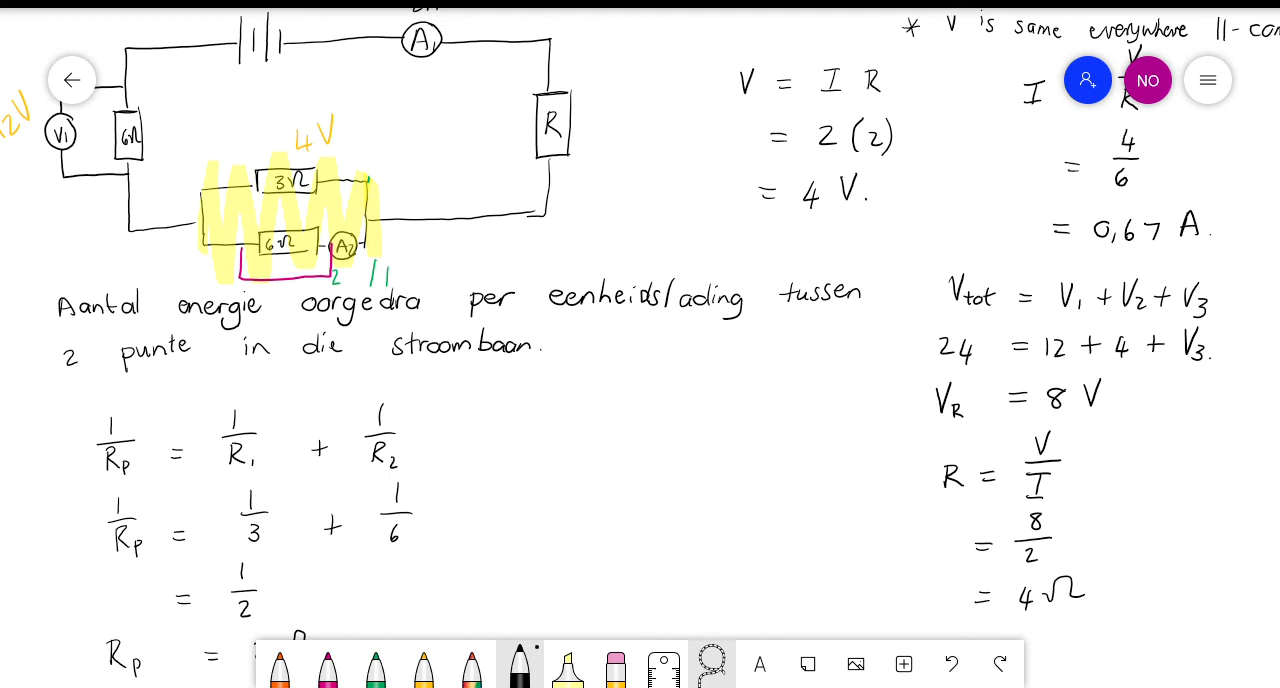 * V is same everywhere ||-
A₁
12V
V₁
6Ω
R
4V
3Ω
6Ω
A₂
2 //1
V = I R
= 2 (2)
= 4 V.
NO
I V/R
= 4/6
= 0,67 A.
Aantal energie oorgedra per eenheidslading tussen
2 punte in die stroombaan.
Vtot = V₁ + V₂ + V₃
24 = 12 + 4 + V₃.
V_R = 8 V
R = V/I
= 8/2
= 4Ω
1/Rp = 1/R₁ + 1/R₂
1/Rp = 1/3 + 1/6
= 1/2
Rp =
A